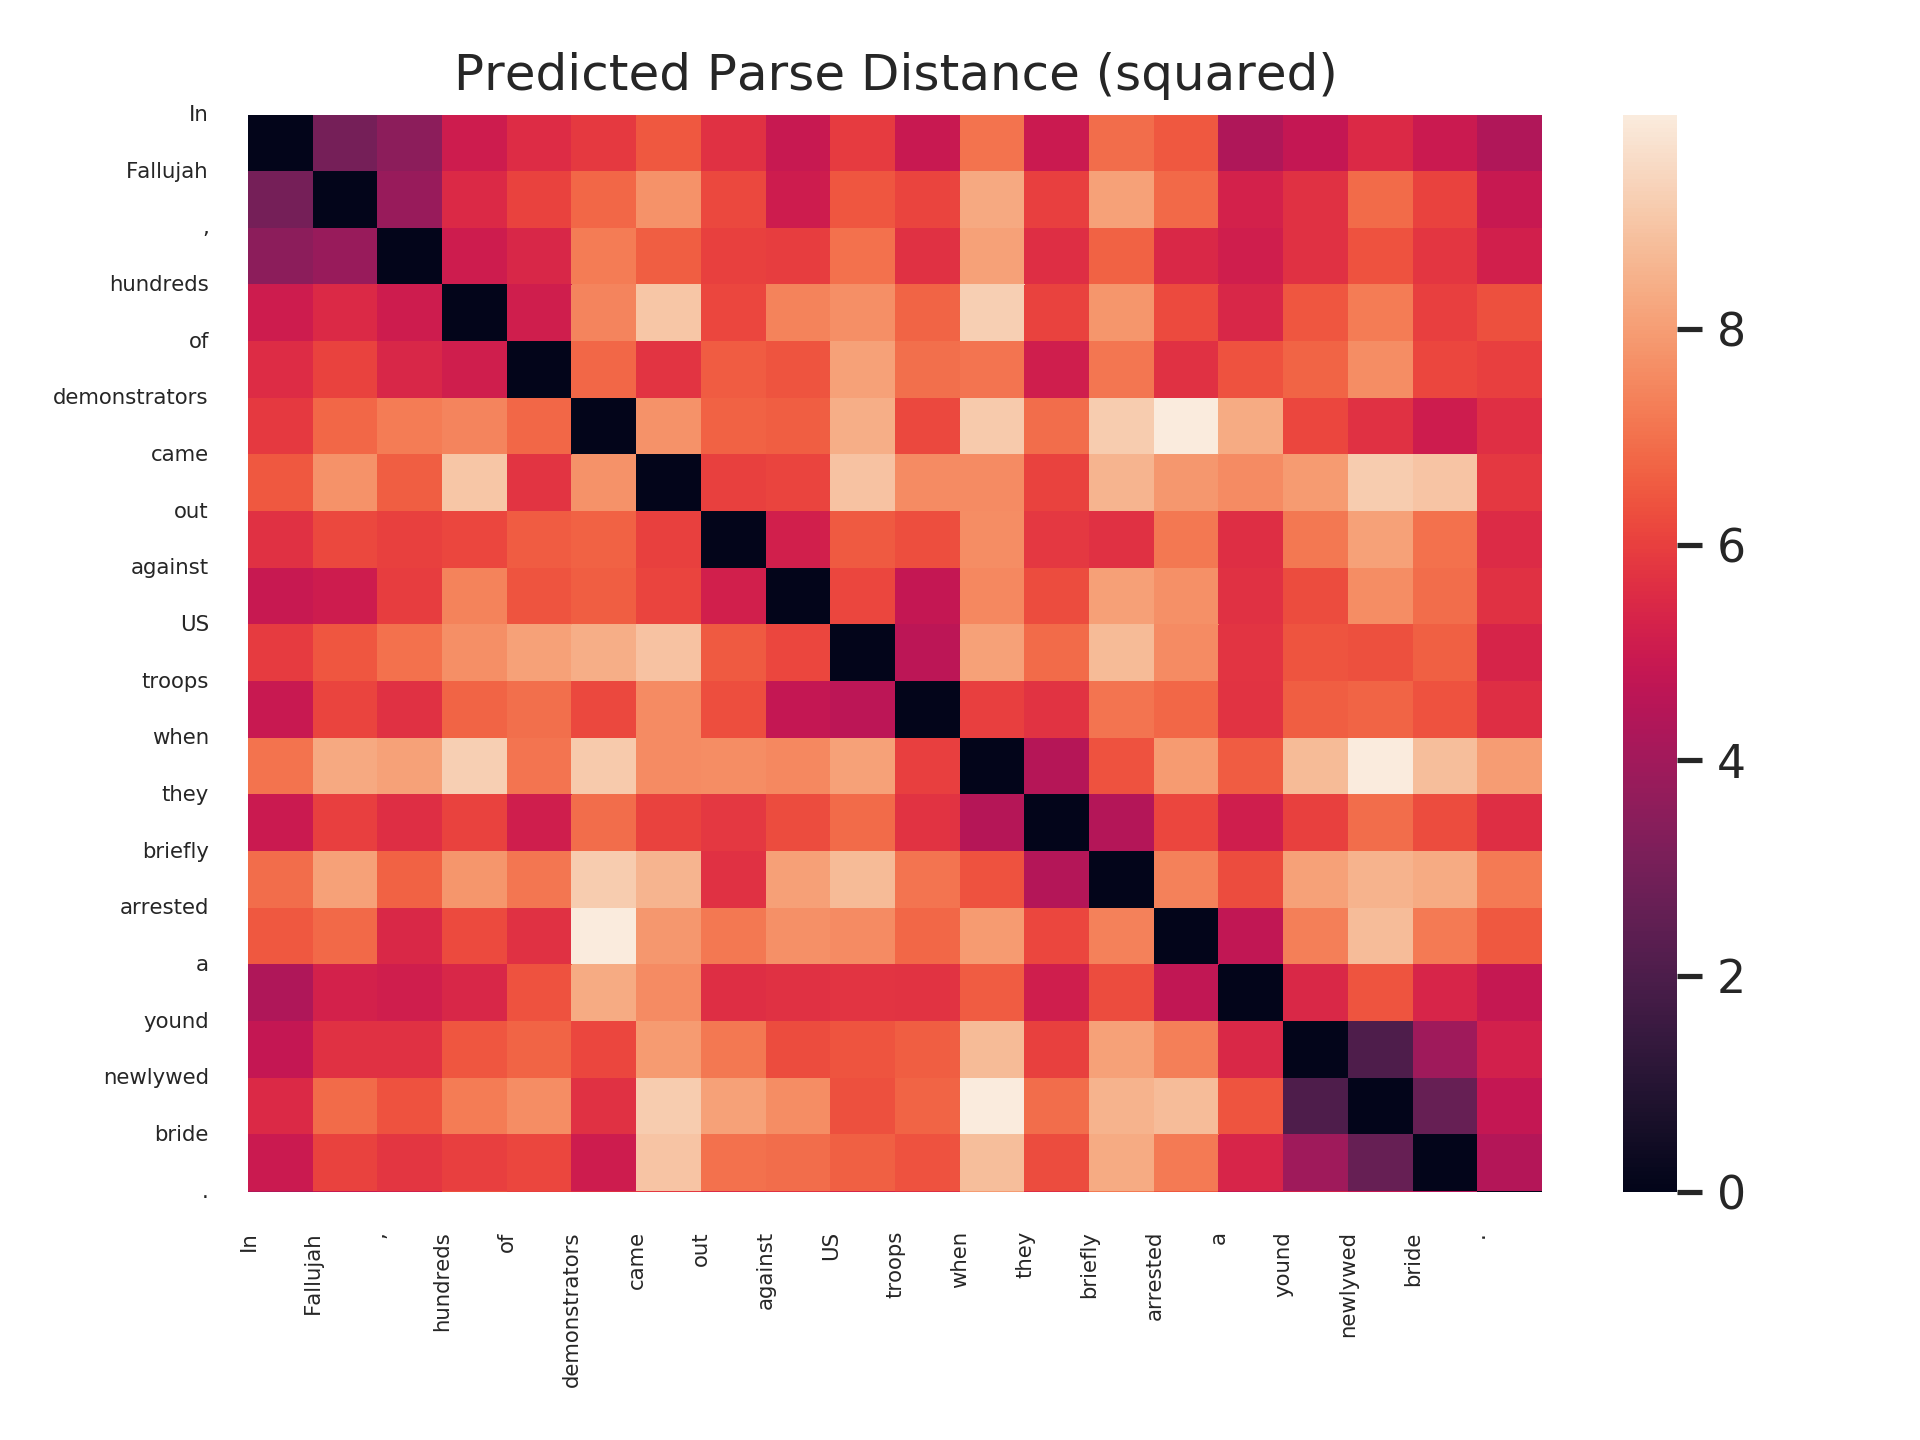 Predicted Parse Distance (squared)
In
Fallujah
,
hundreds
of
demonstrators
came
out
against
US
troops
when
they
briefly
arrested
a
yound
newlywed
bride
.
8
6
4
2
0
In
Fallujah
,
hundreds
of
demonstrators
came
out
against
US
troops
when
they
briefly
arrested
a
yound
newlywed
bride
.